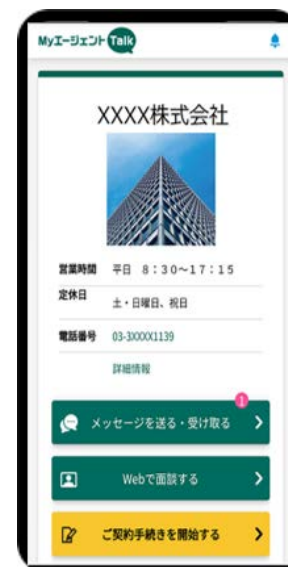 Myエージェント Talk
XXXX株式会社
営業時間 平日 8:30~17:15
定休日 土・日曜日、祝日
電話番号 03-3XXXX1139
詳細情報
1
メッセージを送る・受け取る
Webで面談する
ご契約手続きを開始する